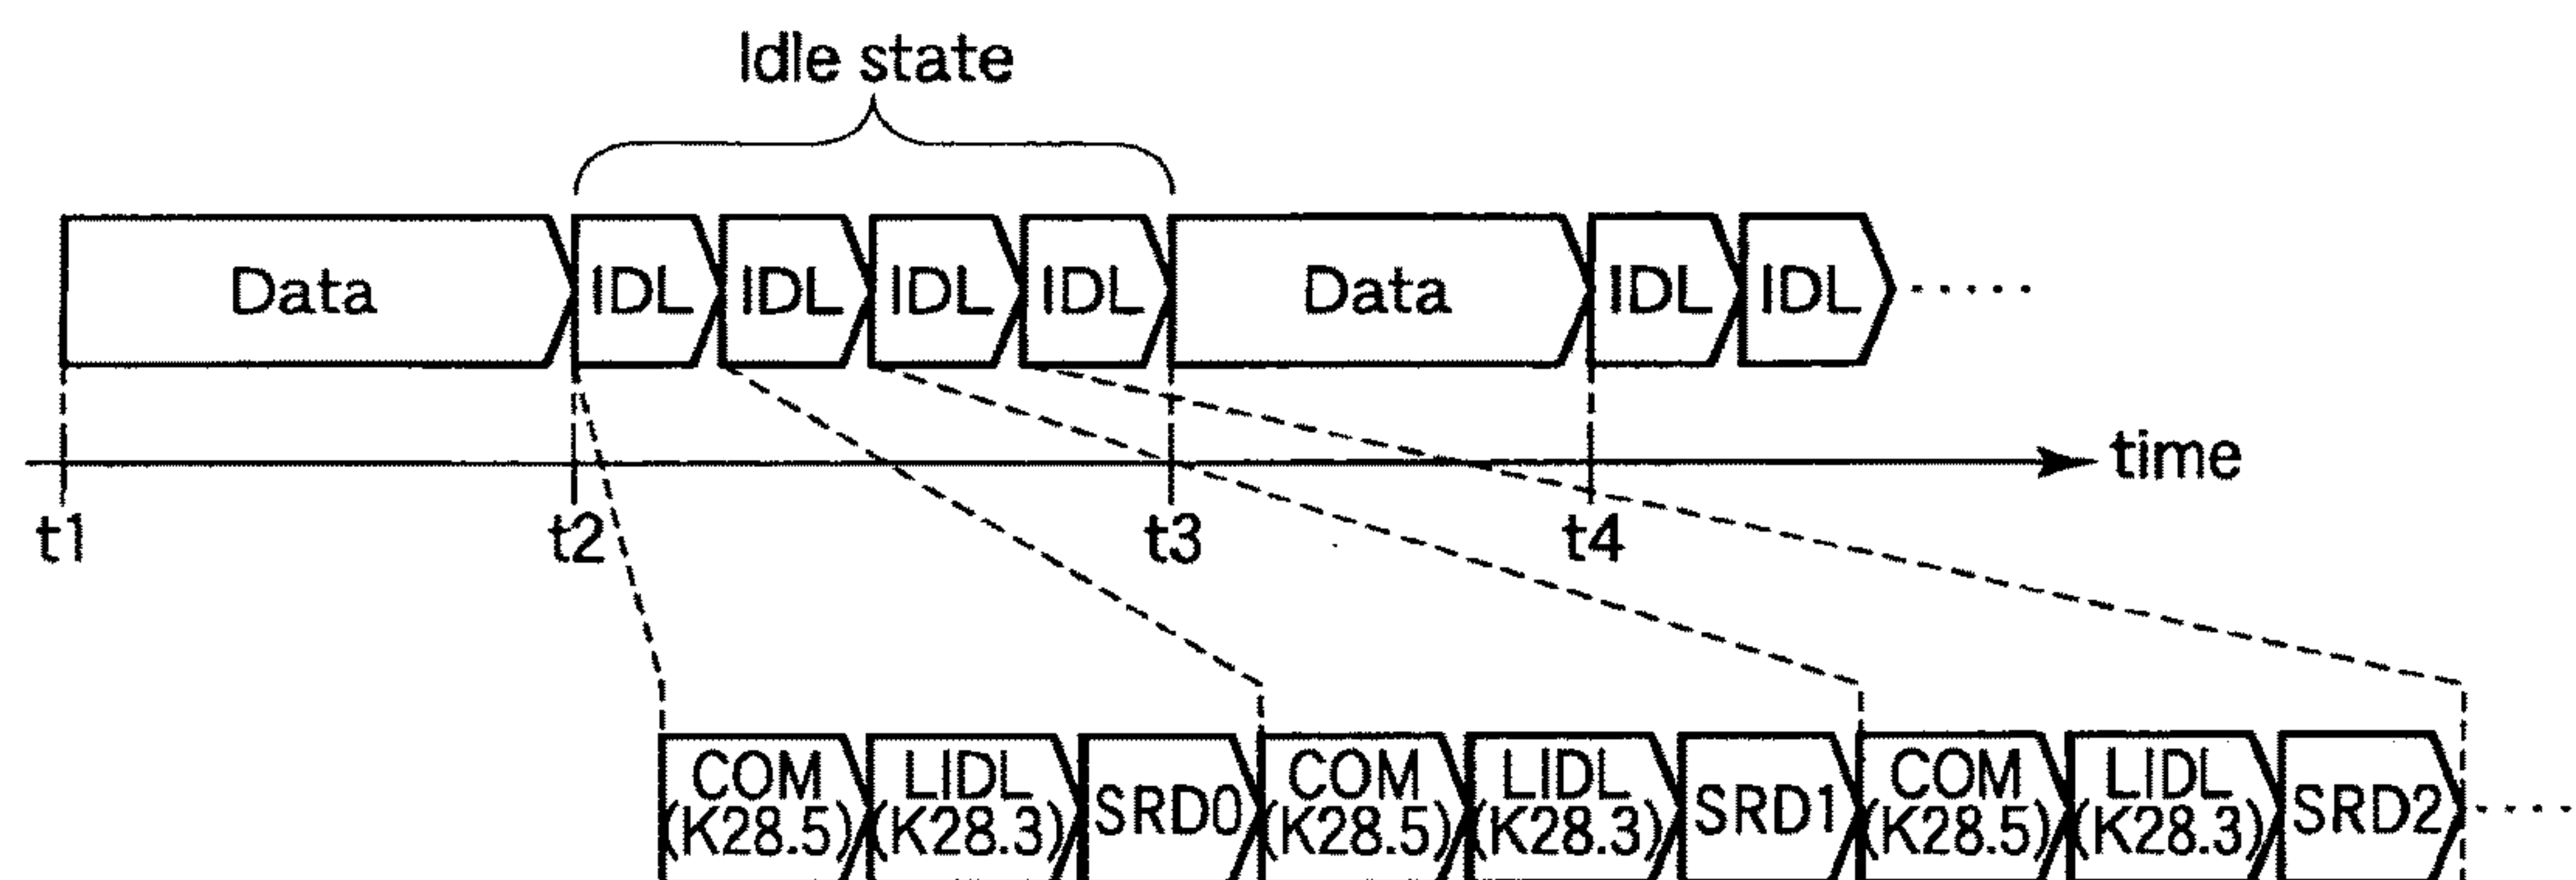 Idle state
Data IDL IDL IDL IDL Data IDL IDL
time
t1 t2 t3 t4
COM LIDL COM LIDL COM LIDL
(K28.5) (K28.3) SRD0 (K28.5) (K28.3) SRD1 (K28.5) (K28.3) SRD2